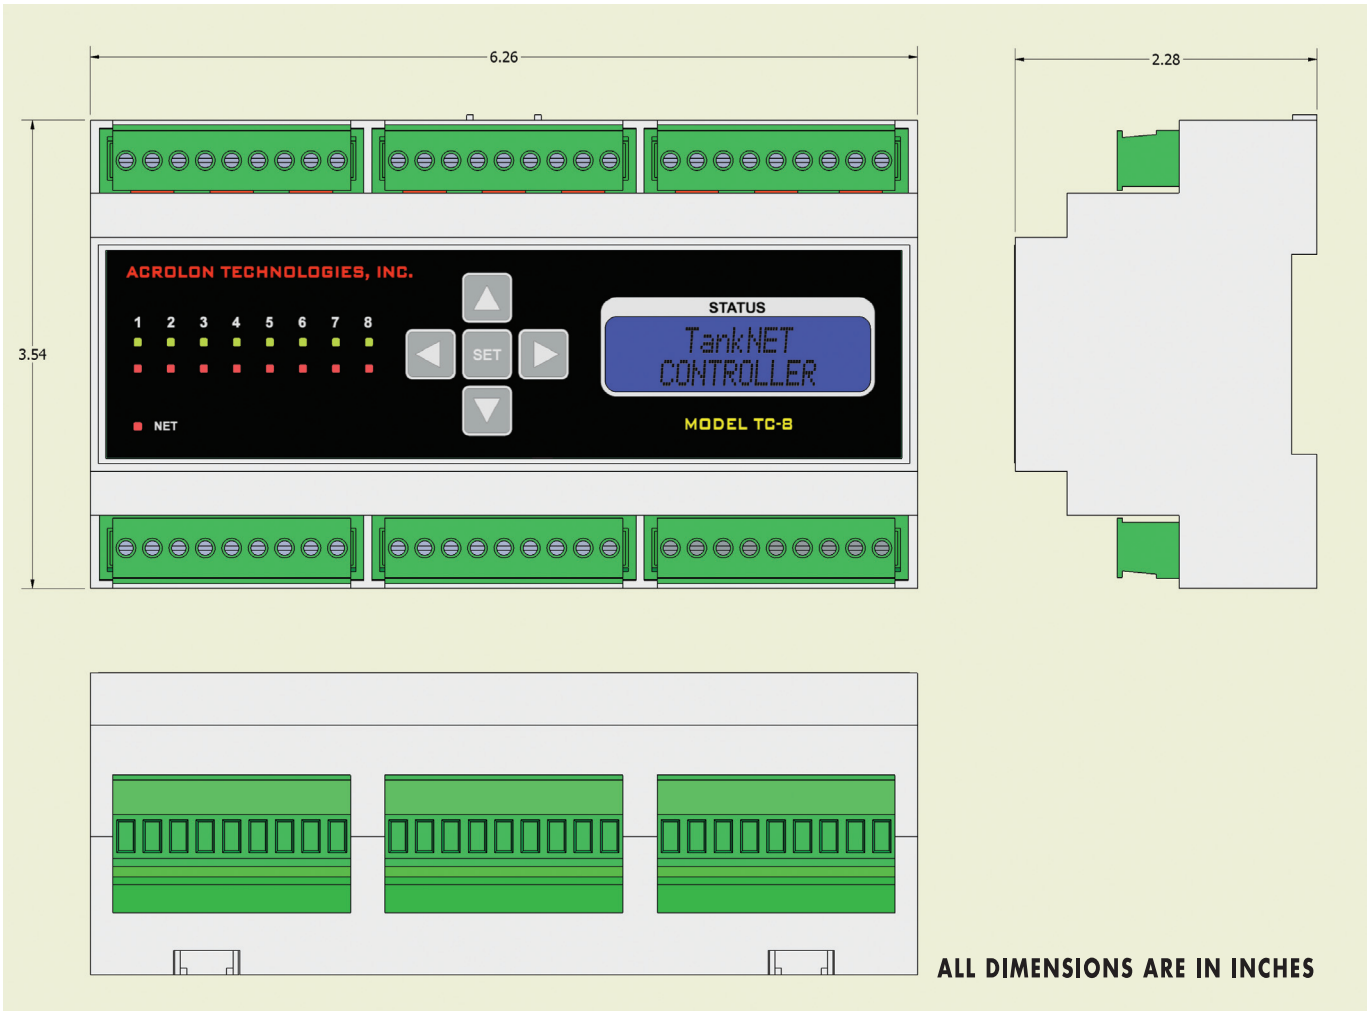 6.26
2.28
3.54
ACROLON TECHNOLOGIES, INC.
1 2 3 4 5 6 7 8
NET
SET
STATUS
TankNET
CONTROLLER
MODEL TC-8
ALL DIMENSIONS ARE IN INCHES